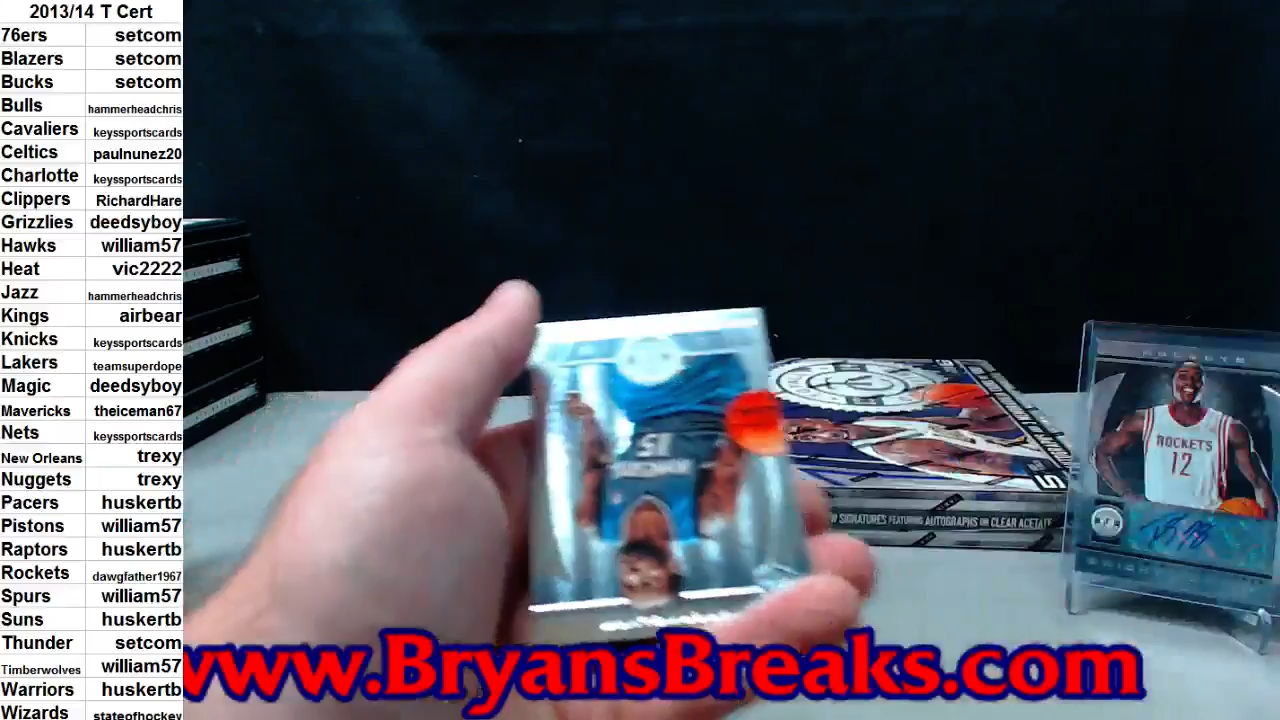 2013/14 T Cert
76ers setcom
Blazers setcom
Bucks setcom
Bulls hammerheadchris
Cavaliers keyssportscards
Celtics paulnunez20
Charlotte keyssportscards
Clippers RichardHare
Grizzlies deedsyboy
Hawks william57
Heat vic2222
Jazz hammerheadchris
Kings airbear
Knicks keyssportscards
Lakers teamsuperdope
Magic deedsyboy
Mavericks theiceman67
Nets keyssportscards
New Orleans trexy
Nuggets trexy
Pacers huskertb
Pistons william57
Raptors huskertb
Rockets dawgfather1967
Spurs william57
Suns huskertb
Thunder setcom
Timberwolves william57
Warriors huskertb
Wizards stateofhockey
SIGNATURES FEATURING AUTOGRAPHS ON CLEAR ACETATE
ROCKETS
12
www.BryansBreaks.com